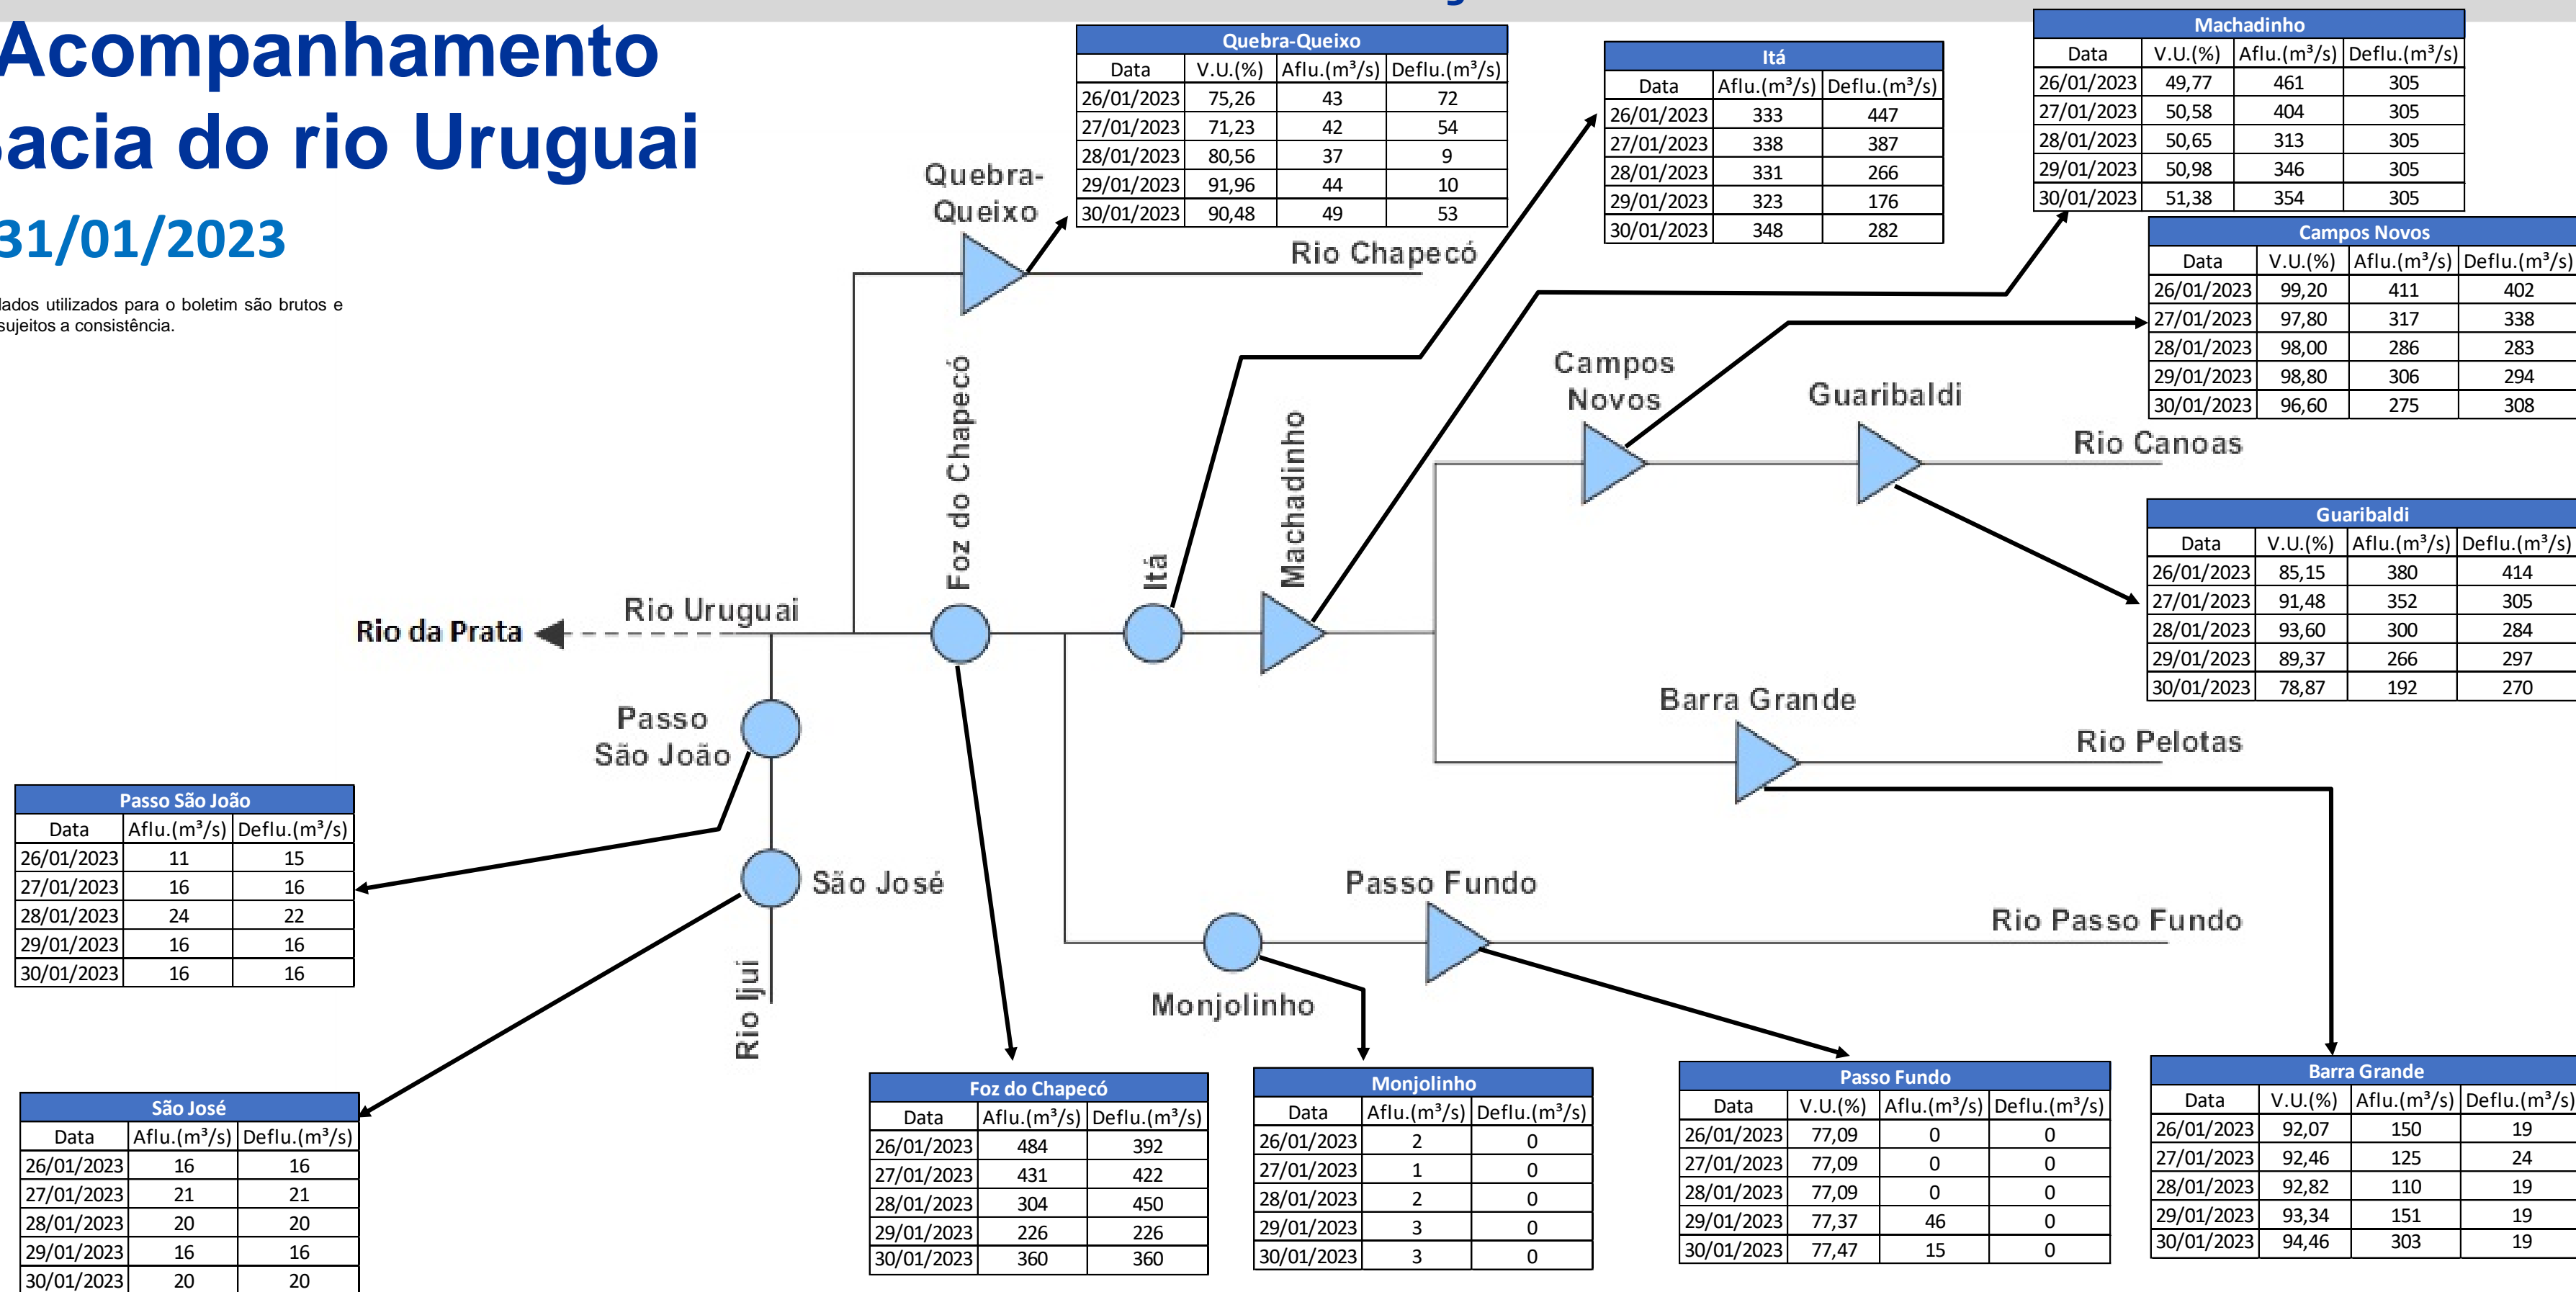 Acompanhamento
Bacia do rio Uruguai
31/01/2023
dados utilizados para o boletim são brutos e
sujeitos a consistência.
Quebra-Queixo
Data V.U.(%) Aflu.(m³/s) Deflu.(m³/s)
26/01/2023 75,26 43 72
27/01/2023 71,23 42 54
28/01/2023 80,56 37 9
29/01/2023 91,96 44 10
30/01/2023 90,48 49 53
Itá
Data Aflu.(m³/s) Deflu.(m³/s)
26/01/2023 333 447
27/01/2023 338 387
28/01/2023 331 266
29/01/2023 323 176
30/01/2023 348 282
Machadinho
Data V.U.(%) Aflu.(m³/s) Deflu.(m³/s)
26/01/2023 49,77 461 305
27/01/2023 50,58 404 305
28/01/2023 50,65 313 305
29/01/2023 50,98 346 305
30/01/2023 51,38 354 305
Campos Novos
Data V.U.(%) Aflu.(m³/s) Deflu.(m³/s)
26/01/2023 99,20 411 402
27/01/2023 97,80 317 338
28/01/2023 98,00 286 283
29/01/2023 98,80 306 294
30/01/2023 96,60 275 308
Guaribaldi
Data V.U.(%) Aflu.(m³/s) Deflu.(m³/s)
26/01/2023 85,15 380 414
27/01/2023 91,48 352 305
28/01/2023 93,60 300 284
29/01/2023 89,37 266 297
30/01/2023 78,87 192 270
Quebra-
Queixo
Rio Chapecó
Foz do Chapecó
Itá
Machadinho
Campos
Novos
Guaribaldi
Rio Canoas
Rio da Prata
Rio Uruguai
Barra Grande
Rio Pelotas
Passo
São João
São José
Rio Ijui
Passo Fundo
Rio Passo Fundo
Monjolinho
Passo São João
Data Aflu.(m³/s) Deflu.(m³/s)
26/01/2023 11 15
27/01/2023 16 16
28/01/2023 24 22
29/01/2023 16 16
30/01/2023 16 16
São José
Data Aflu.(m³/s) Deflu.(m³/s)
26/01/2023 16 16
27/01/2023 21 21
28/01/2023 20 20
29/01/2023 16 16
30/01/2023 20 20
Foz do Chapecó
Data Aflu.(m³/s) Deflu.(m³/s)
26/01/2023 484 392
27/01/2023 431 422
28/01/2023 304 450
29/01/2023 226 226
30/01/2023 360 360
Monjolinho
Data Aflu.(m³/s) Deflu.(m³/s)
26/01/2023 2 0
27/01/2023 1 0
28/01/2023 2 0
29/01/2023 3 0
30/01/2023 3 0
Passo Fundo
Data V.U.(%) Aflu.(m³/s) Deflu.(m³/s)
26/01/2023 77,09 0 0
27/01/2023 77,09 0 0
28/01/2023 77,09 0 0
29/01/2023 77,37 46 0
30/01/2023 77,47 15 0
Barra Grande
Data V.U.(%) Aflu.(m³/s) Deflu.(m³/s)
26/01/2023 92,07 150 19
27/01/2023 92,46 125 24
28/01/2023 92,82 110 19
29/01/2023 93,34 151 19
30/01/2023 94,46 303 19